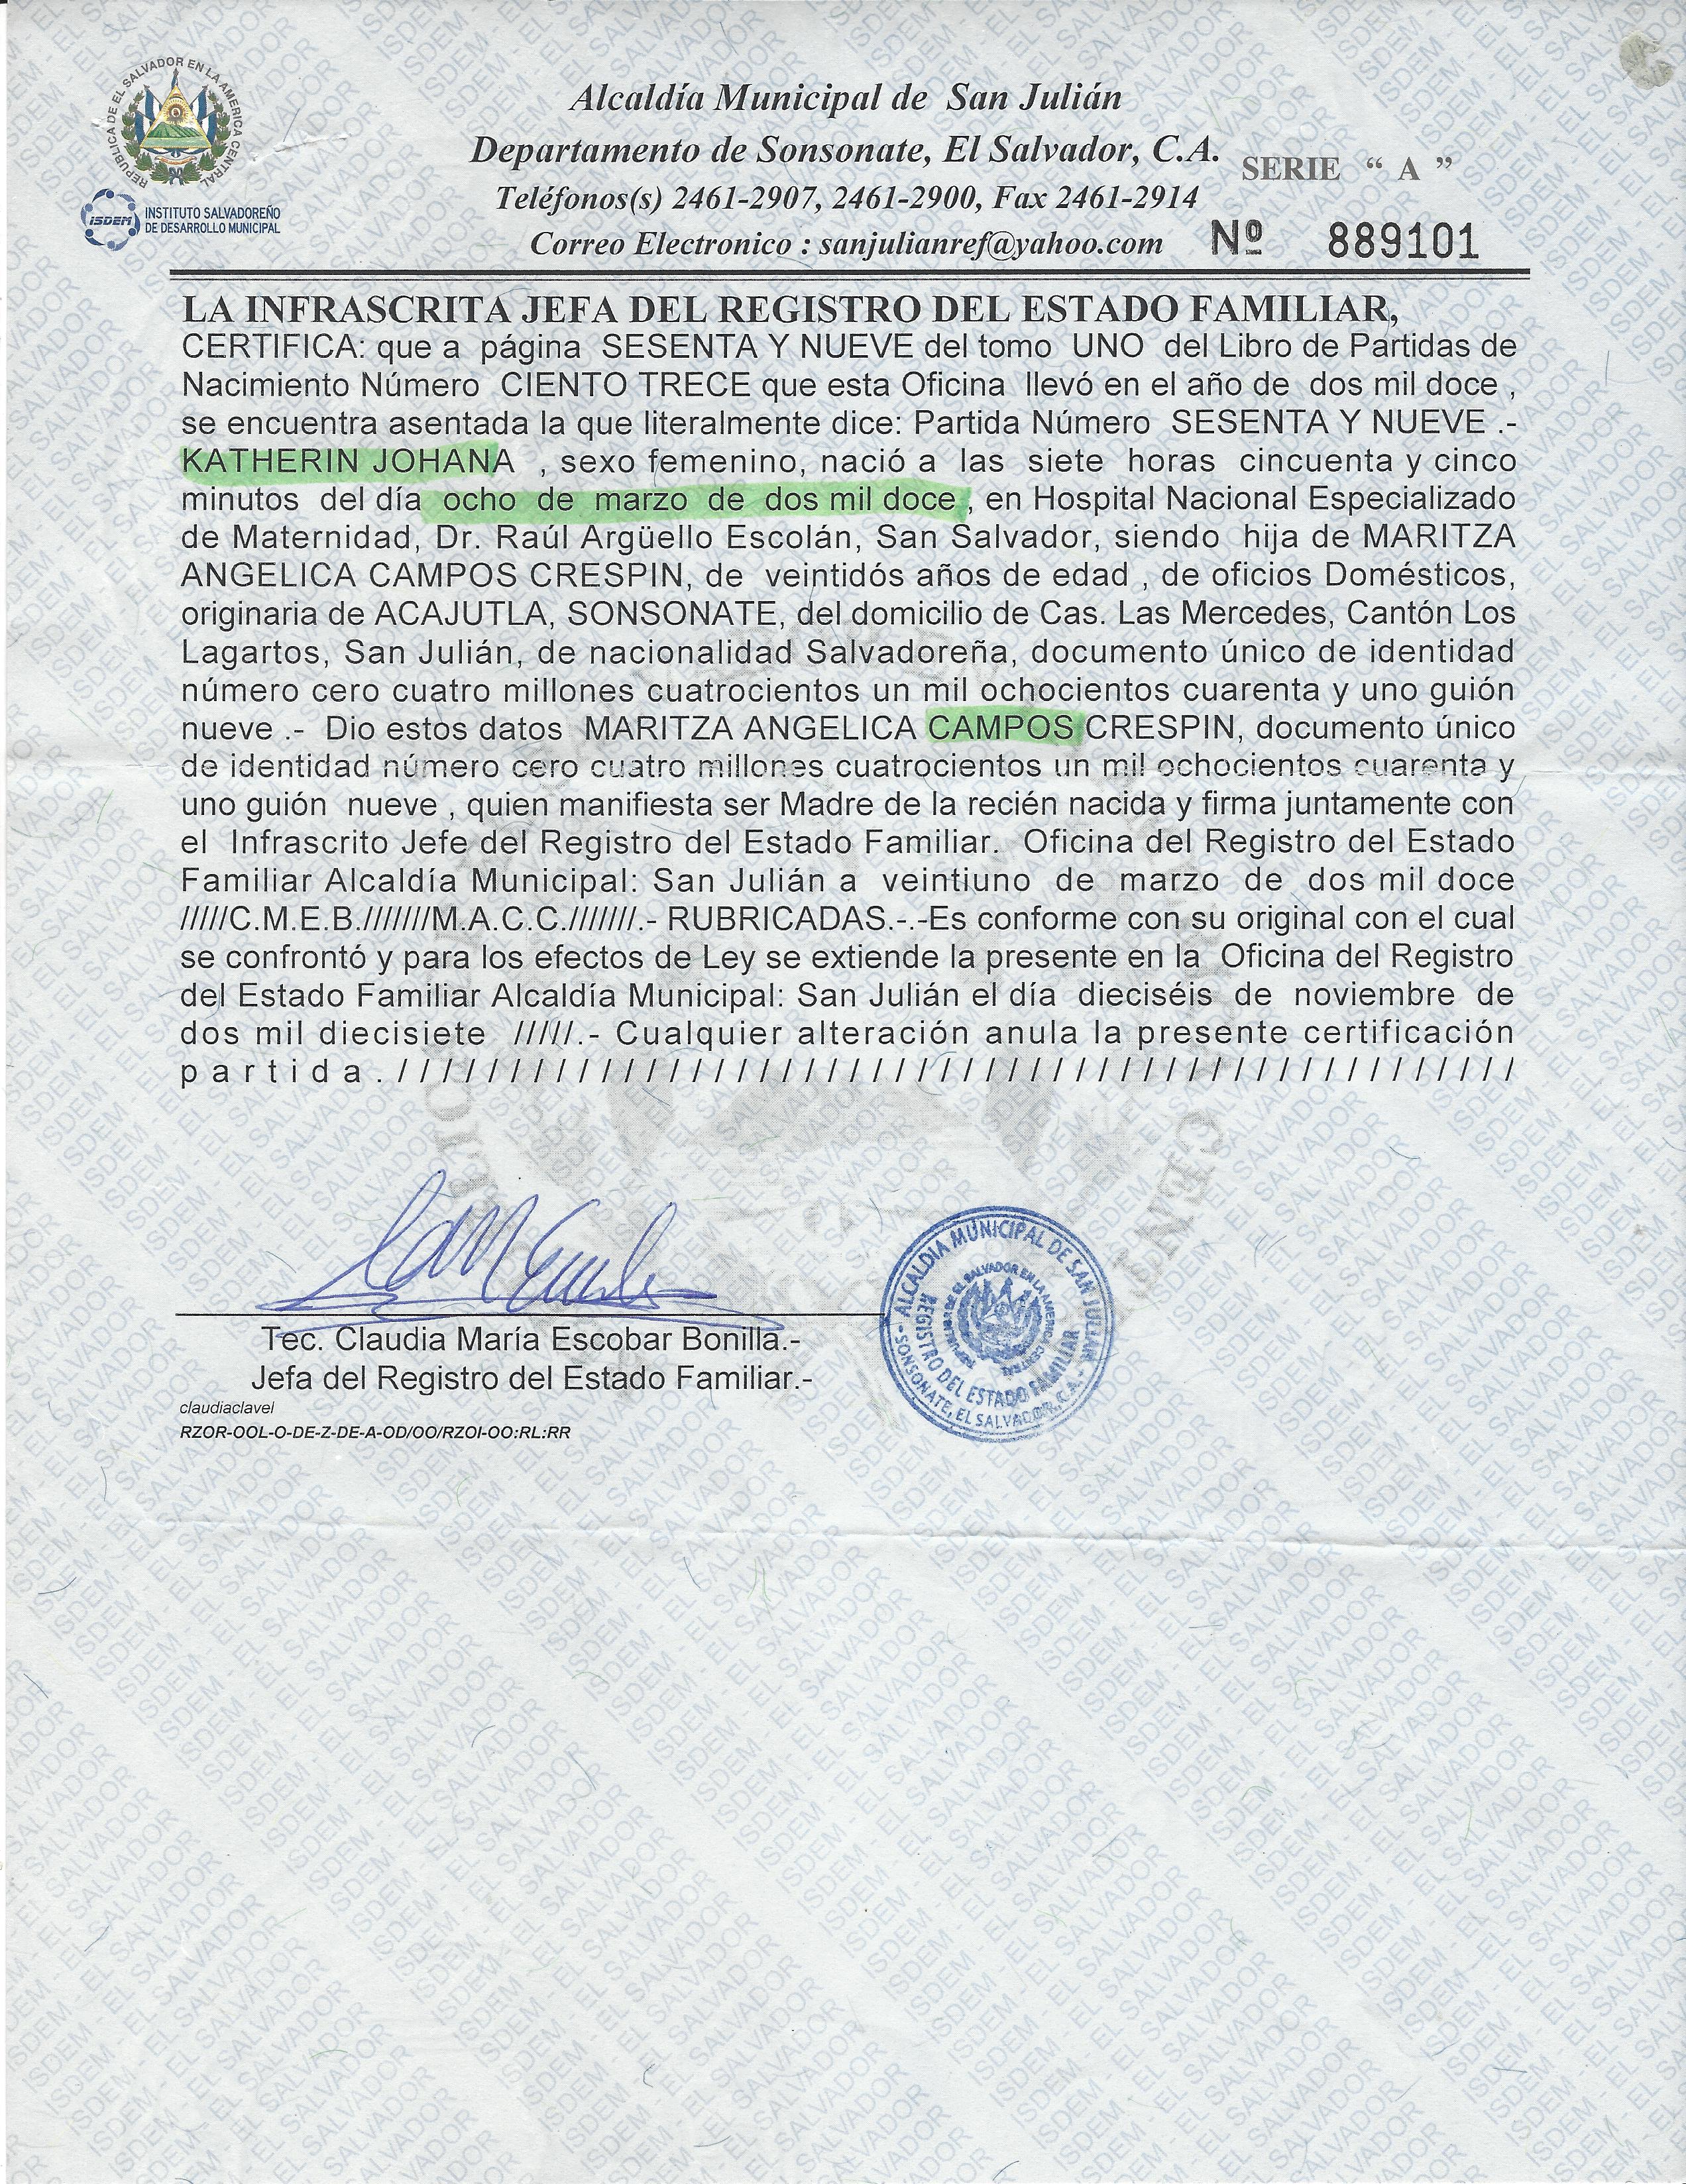 REPUBLICA DE EL SALVADOR EN LA AMERICA CENTRAL
ISDEM
INSTITUTO SALVADOREÑO
DE DESARROLLO MUNICIPAL
Alcaldía Municipal de San Julián
Departamento de Sonsonate, El Salvador, C.A.
SERIE “ A ”
Teléfonos(s) 2461-2907, 2461-2900, Fax 2461-2914
Correo Electronico : sanjulianref@yahoo.com
Nº 889101
LA INFRASCRITA JEFA DEL REGISTRO DEL ESTADO FAMILIAR,
CERTIFICA: que a página SESENTA Y NUEVE del tomo UNO del Libro de Partidas de
Nacimiento Número CIENTO TRECE que esta Oficina llevó en el año de dos mil doce ,
se encuentra asentada la que literalmente dice: Partida Número SESENTA Y NUEVE .-
KATHERIN JOHANA , sexo femenino, nació a las siete horas cincuenta y cinco
minutos del día ocho de marzo de dos mil doce , en Hospital Nacional Especializado
de Maternidad, Dr. Raúl Argüello Escolán, San Salvador, siendo hija de MARITZA
ANGELICA CAMPOS CRESPIN, de veintidós años de edad , de oficios Domésticos,
originaria de ACAJUTLA, SONSONATE, del domicilio de Cas. Las Mercedes, Cantón Los
Lagartos, San Julián, de nacionalidad Salvadoreña, documento único de identidad
número cero cuatro millones cuatrocientos un mil ochocientos cuarenta y uno guión
nueve .- Dio estos datos MARITZA ANGELICA CAMPOS CRESPIN, documento único
de identidad número cero cuatro millones cuatrocientos un mil ochocientos cuarenta y
uno guión nueve , quien manifiesta ser Madre de la recién nacida y firma juntamente con
el Infrascrito Jefe del Registro del Estado Familiar. Oficina del Registro del Estado
Familiar Alcaldía Municipal: San Julián a veintiuno de marzo de dos mil doce
/////C.M.E.B.///////M.A.C.C.///////.- RUBRICADAS.-.-Es conforme con su original con el cual
se confrontó y para los efectos de Ley se extiende la presente en la Oficina del Registro
del Estado Familiar Alcaldía Municipal: San Julián el día dieciséis de noviembre de
dos mil diecisiete /////.- Cualquier alteración anula la presente certificación
partida.///////////////////////////////////////////////////
Tec. Claudia María Escobar Bonilla.-
Jefa del Registro del Estado Familiar.-
claudiaclavel
RZOR-OOL-O-DE-Z-DE-A-OD/OO/RZOI-OO:RL:RR
ALCALDIA MUNICIPAL DE SAN JULIAN
REGISTRO DEL ESTADO FAMILIAR
SONSONATE, EL SALVADOR, C.A.
ISDEM - EL SALVADOR